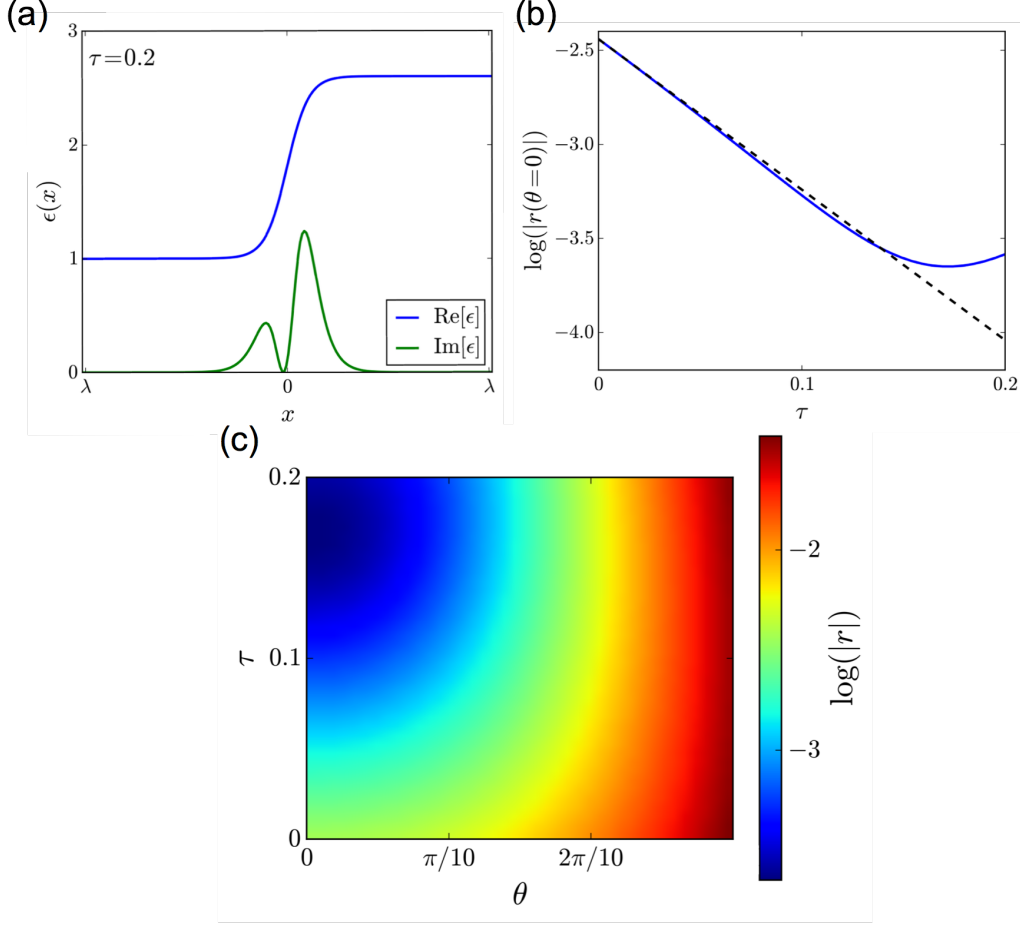 (a)
3
τ=0.2
2
ϵ(x)
1
Re[ϵ]
Im[ϵ]
0
λ 0 λ
x
(b)
−2.5
−3.0
log(|r(θ=0)|)
−3.5
−4.0
0 0.1 0.2
τ
(c)
0.2
τ 0.1
0
0 π/10 2π/10
θ
−2
log(|r|)
−3